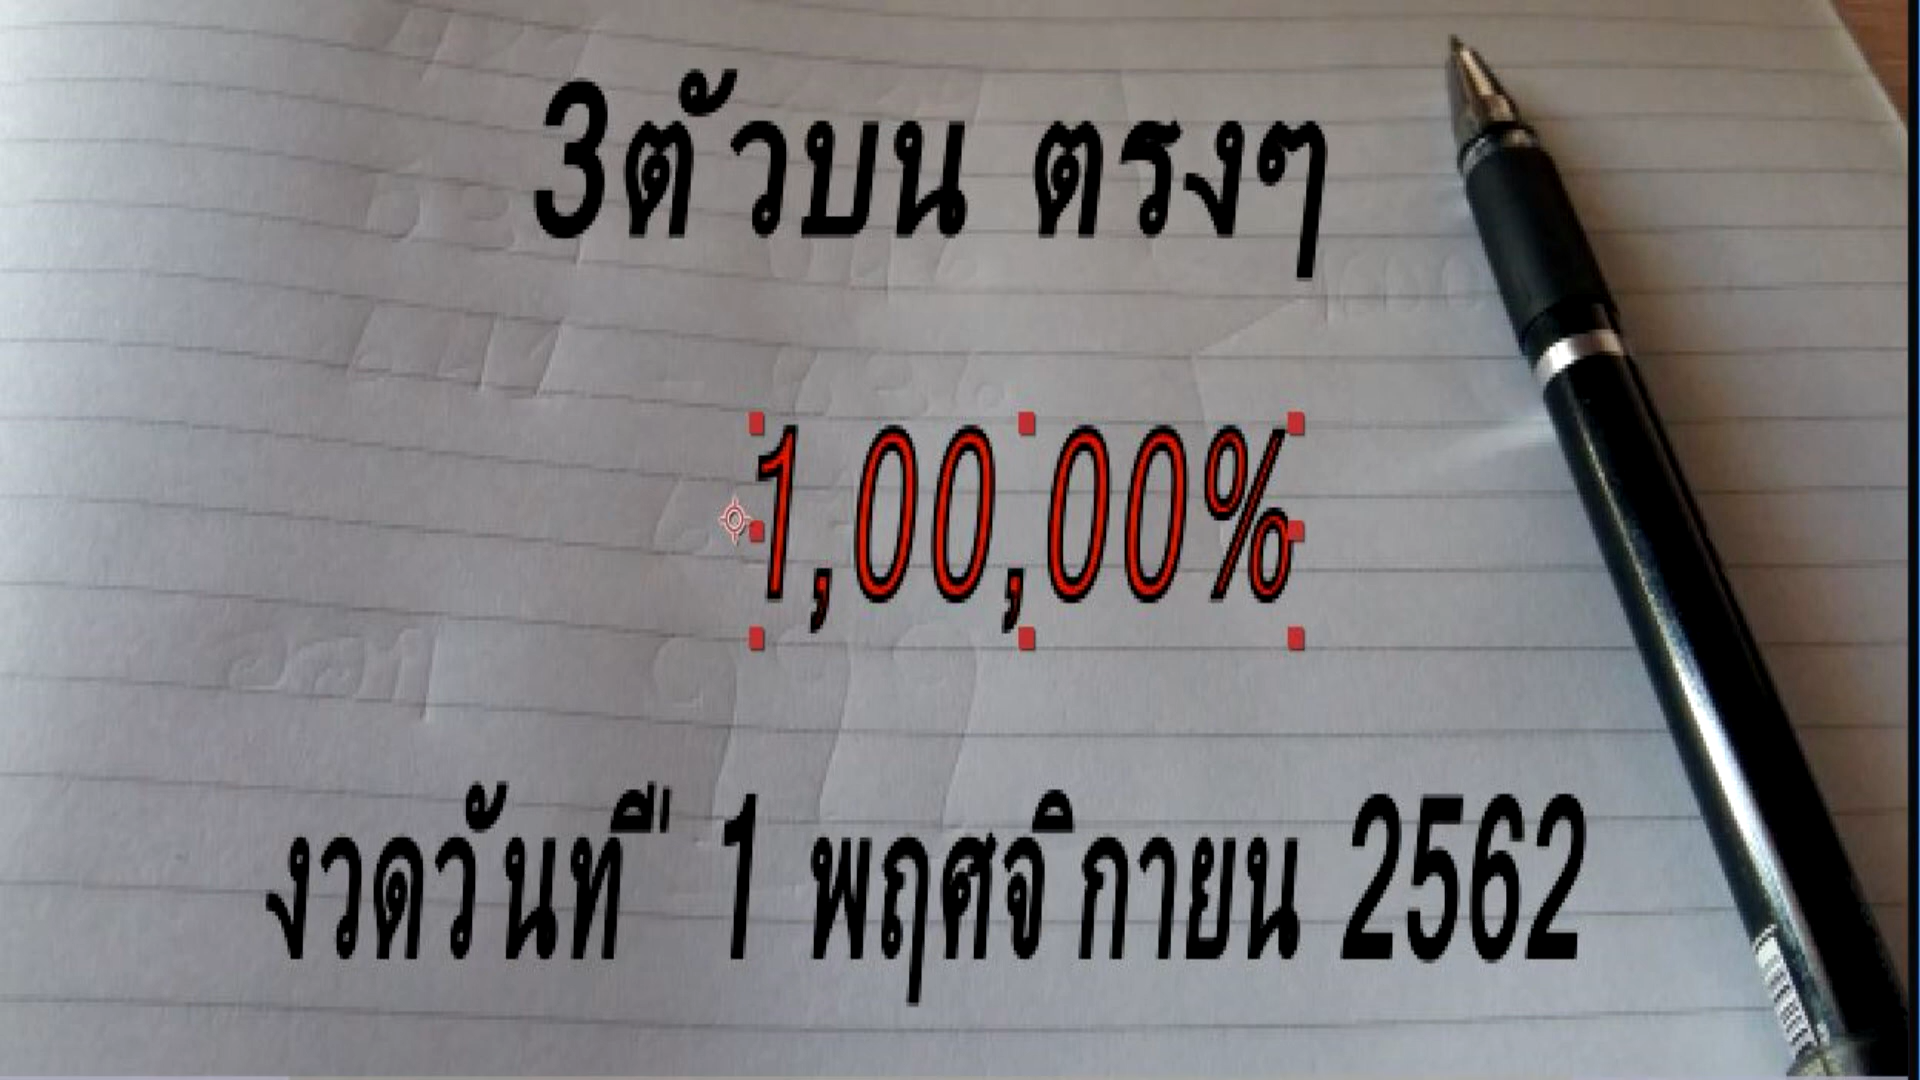 3ตัวบน ตรงๆ
1,00,00%
งวดวันที่ 1 พฤศจิกายน 2562